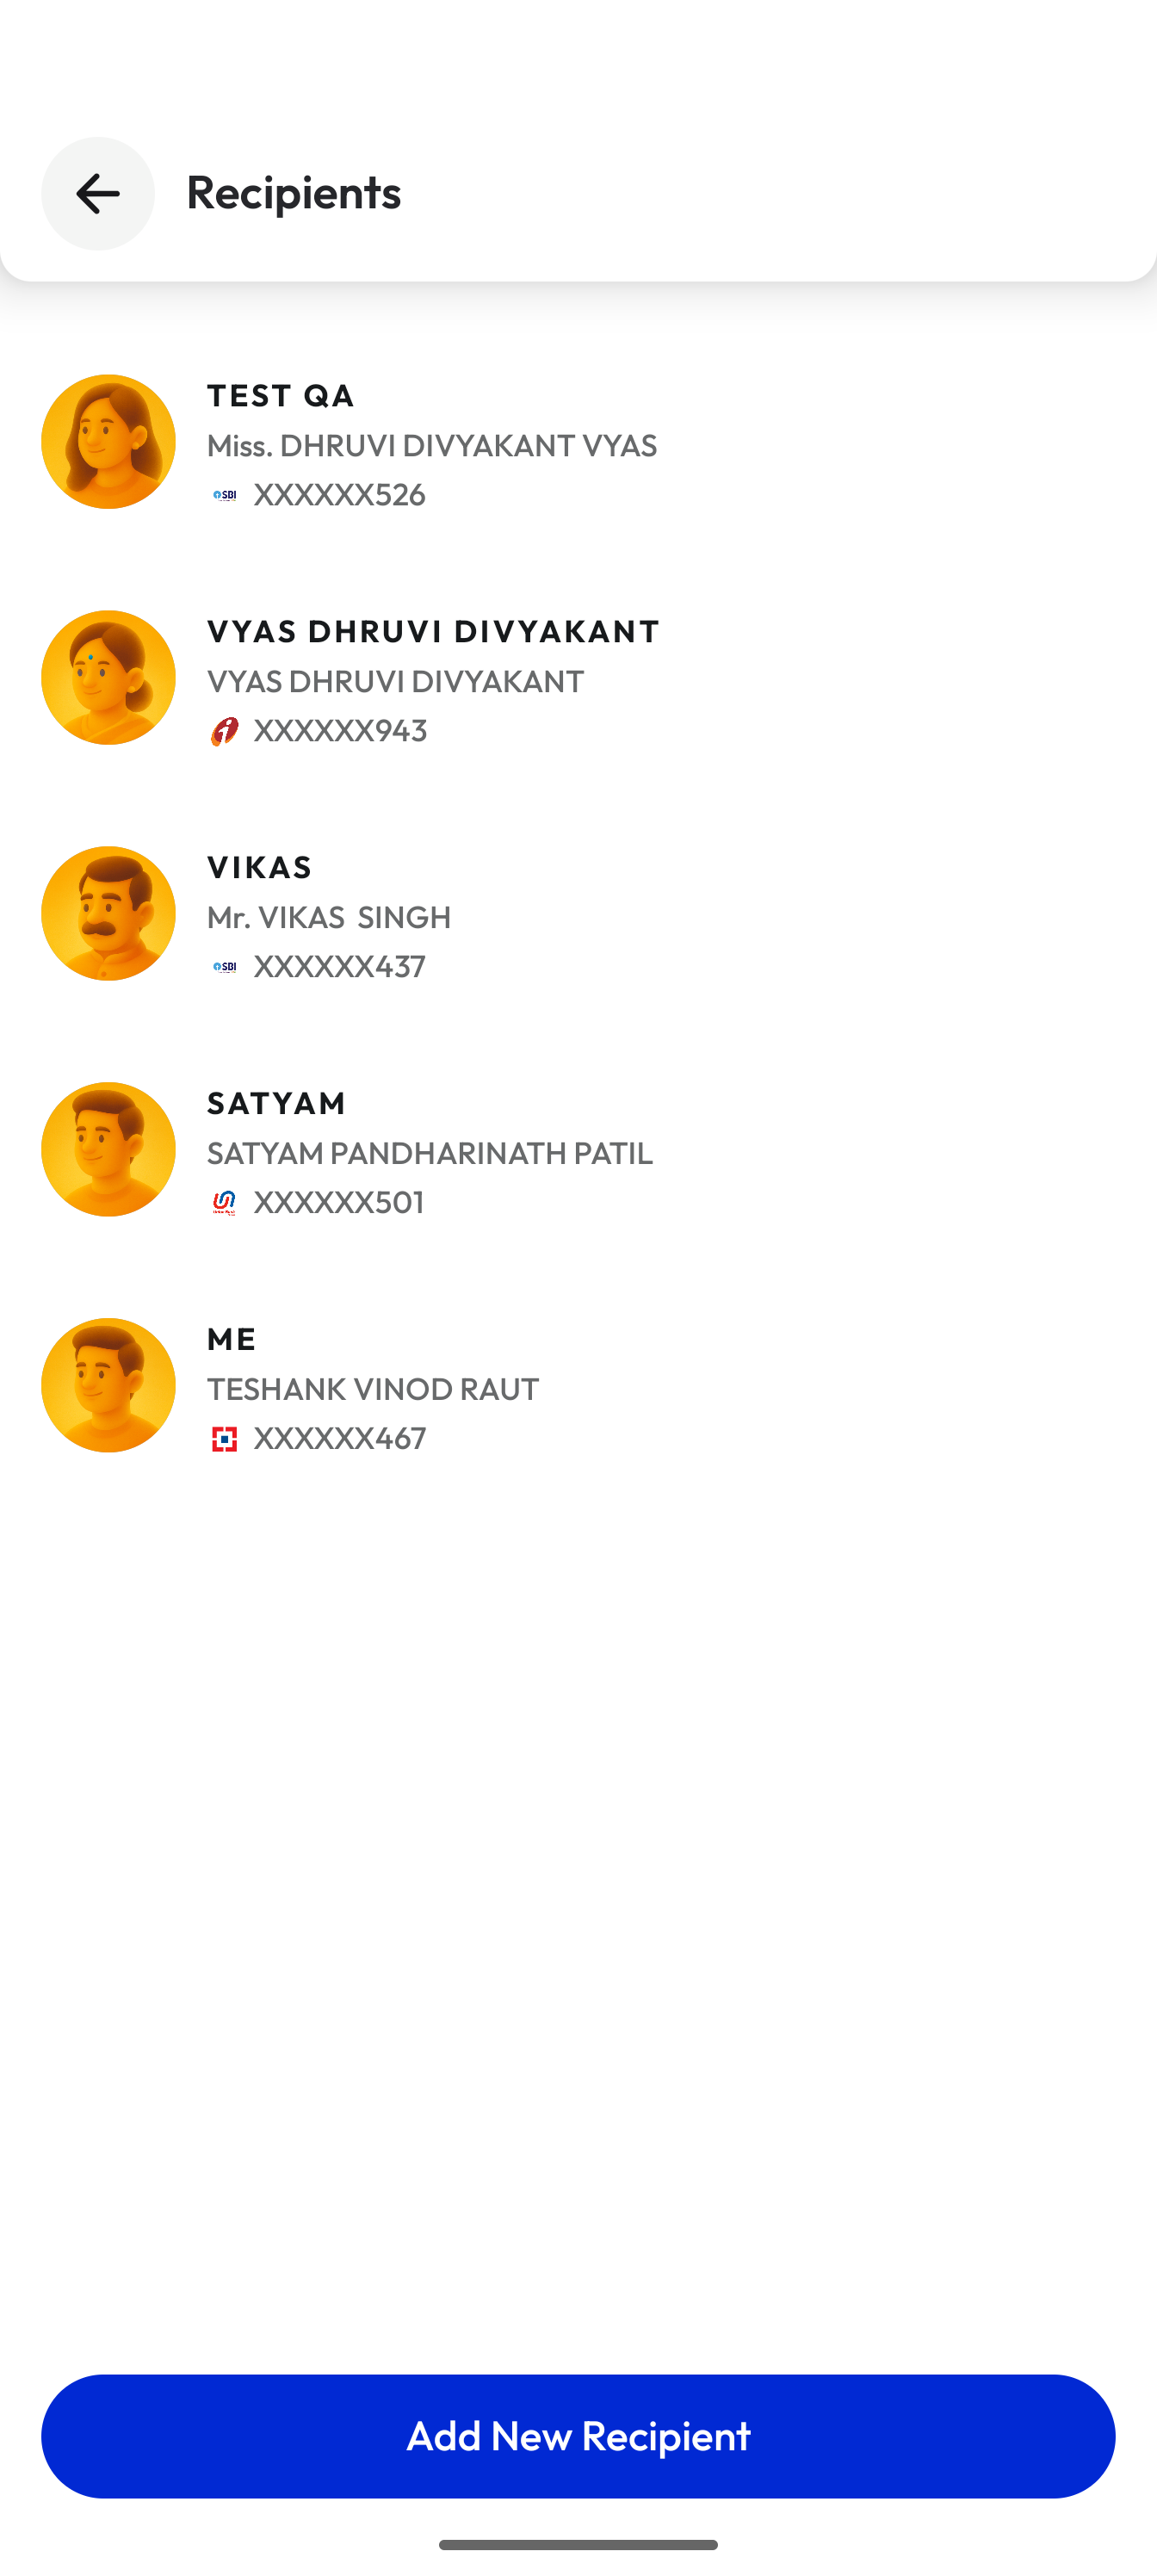 Recipients
TEST QA
Miss. DHRUVI DIVYAKANT VYAS
SBI XXXXXX526
VYAS DHRUVI DIVYAKANT
VYAS DHRUVI DIVYAKANT
XXXXXX943
VIKAS
Mr. VIKAS  SINGH
SBI XXXXXX437
SATYAM
SATYAM PANDHARINATH PATIL
XXXXXX501
ME
TESHANK VINOD RAUT
XXXXXX467
Add New Recipient